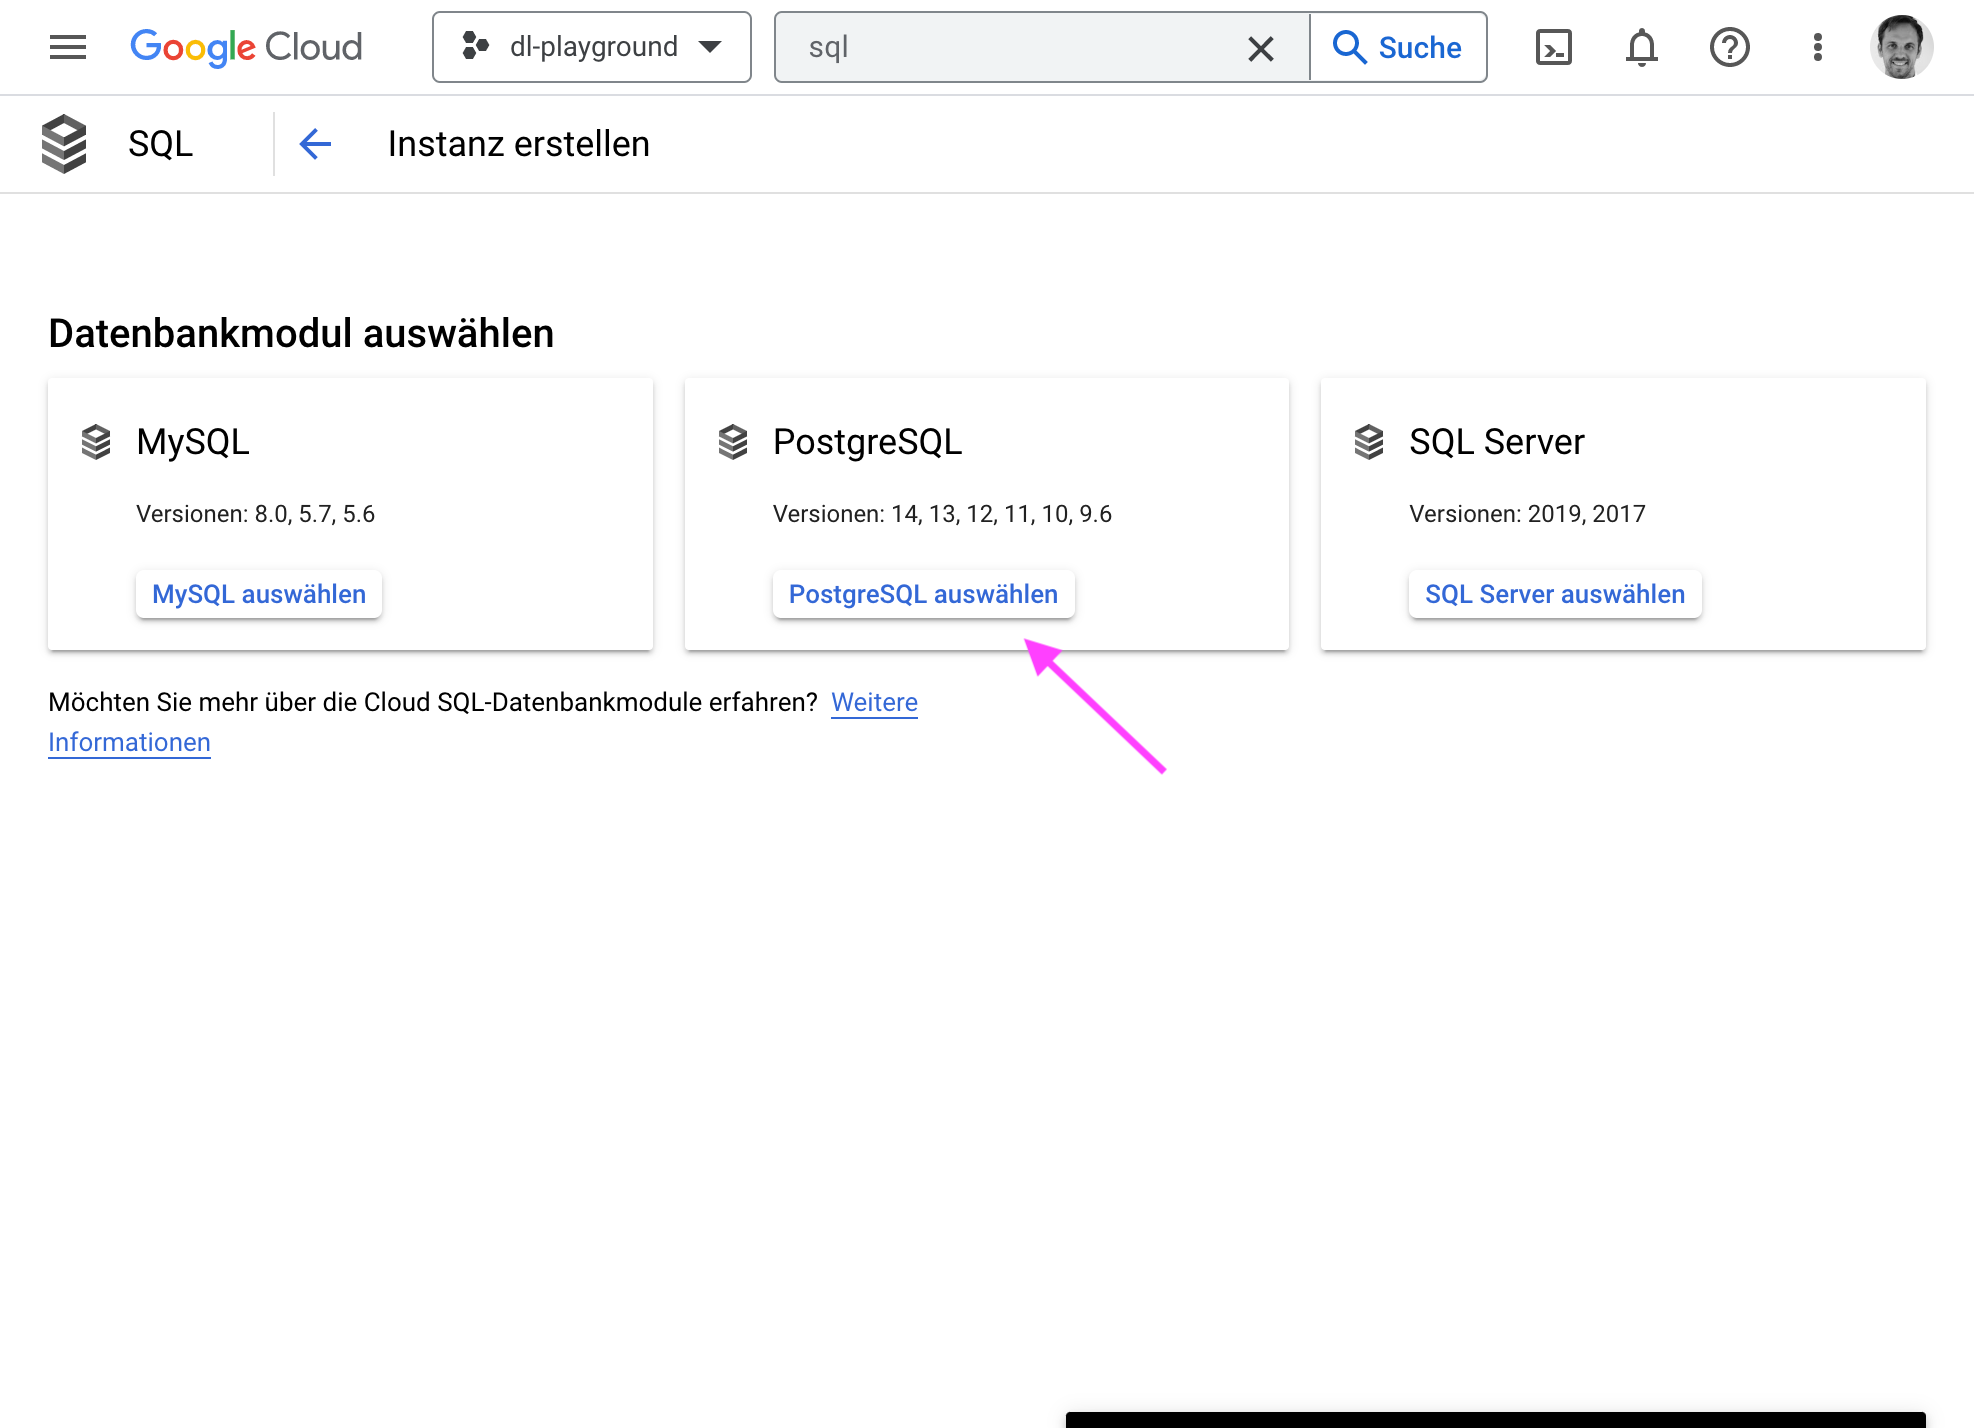 Google Cloud
dl-playground
sql
Suche
SQL
Instanz erstellen
Datenbankmodul auswählen
MySQL
Versionen: 8.0, 5.7, 5.6
MySQL auswählen
PostgreSQL
Versionen: 14, 13, 12, 11, 10, 9.6
PostgreSQL auswählen
SQL Server
Versionen: 2019, 2017
SQL Server auswählen
Möchten Sie mehr über die Cloud SQL-Datenbankmodule erfahren? Weitere
Informationen